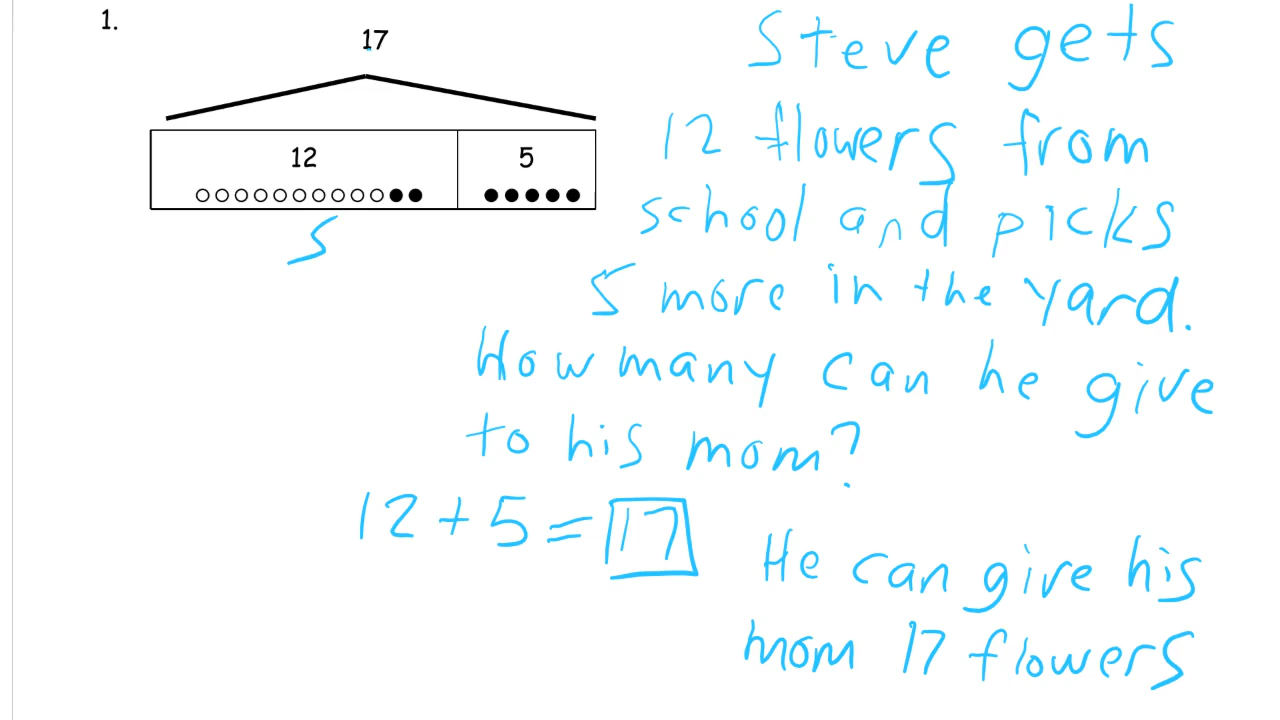 1.
17
12
5
S
Steve gets
12 flowers from
school and picks
5 more in the yard.
How many can he give
to his mom?
12+5=17
He can give his
mom 17 flowers